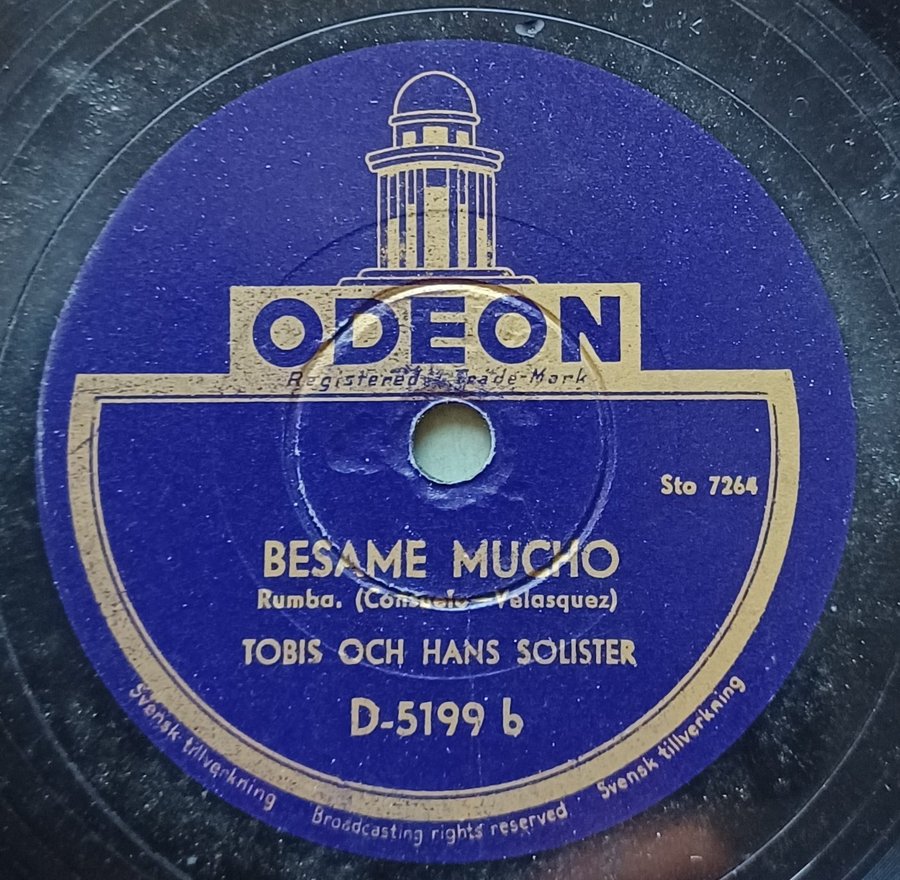 ODEON
Registered Trade-Mark
Sto 7264
BESAME MUCHO
Rumba. (Consuelo Velasquez)
TOBIS OCH HANS SOLISTER
D-5199 b
Svensk tillverkning
Broadcasting rights reserved
Svensk tillverkning